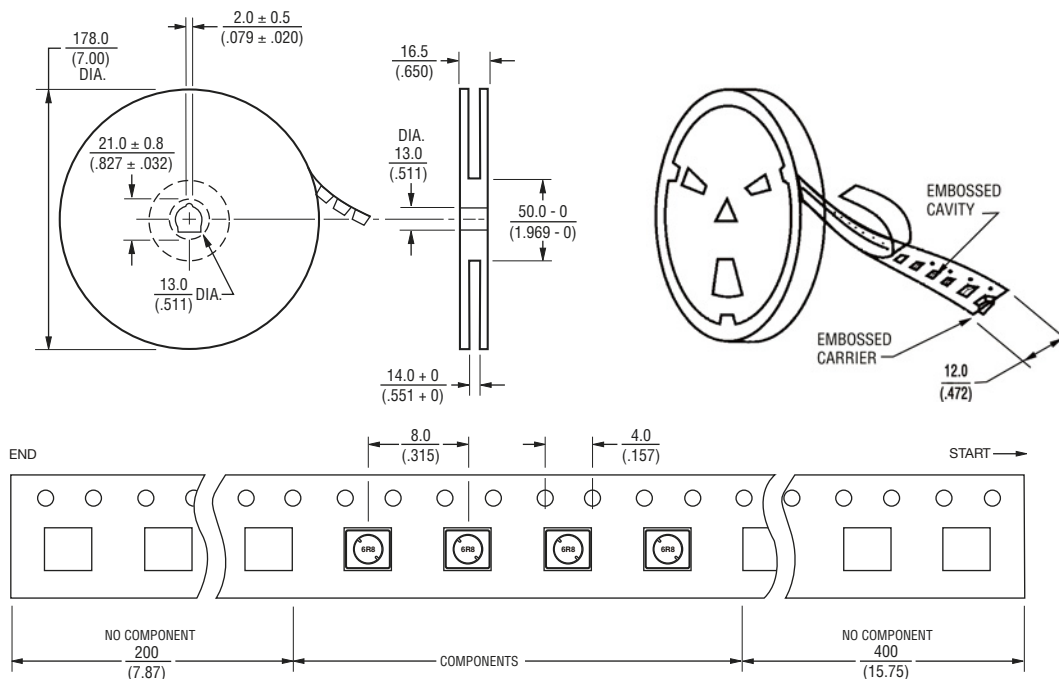 2.0 ± 0.5
(.079 ± .020)
178.0
(7.00)
DIA.
21.0 ± 0.8
(.827 ± .032)
13.0
(.511)
DIA.
16.5
(.650)
DIA.
13.0
(.511)
50.0 - 0
(1.969 - 0)
14.0 + 0
(.551 + 0)
EMBOSSED
CAVITY
EMBOSSED
CARRIER
12.0
(.472)
END
8.0
(.315)
4.0
(.157)
START
6R8
6R8
6R8
6R8
NO COMPONENT
200
(7.87)
COMPONENTS
NO COMPONENT
400
(15.75)